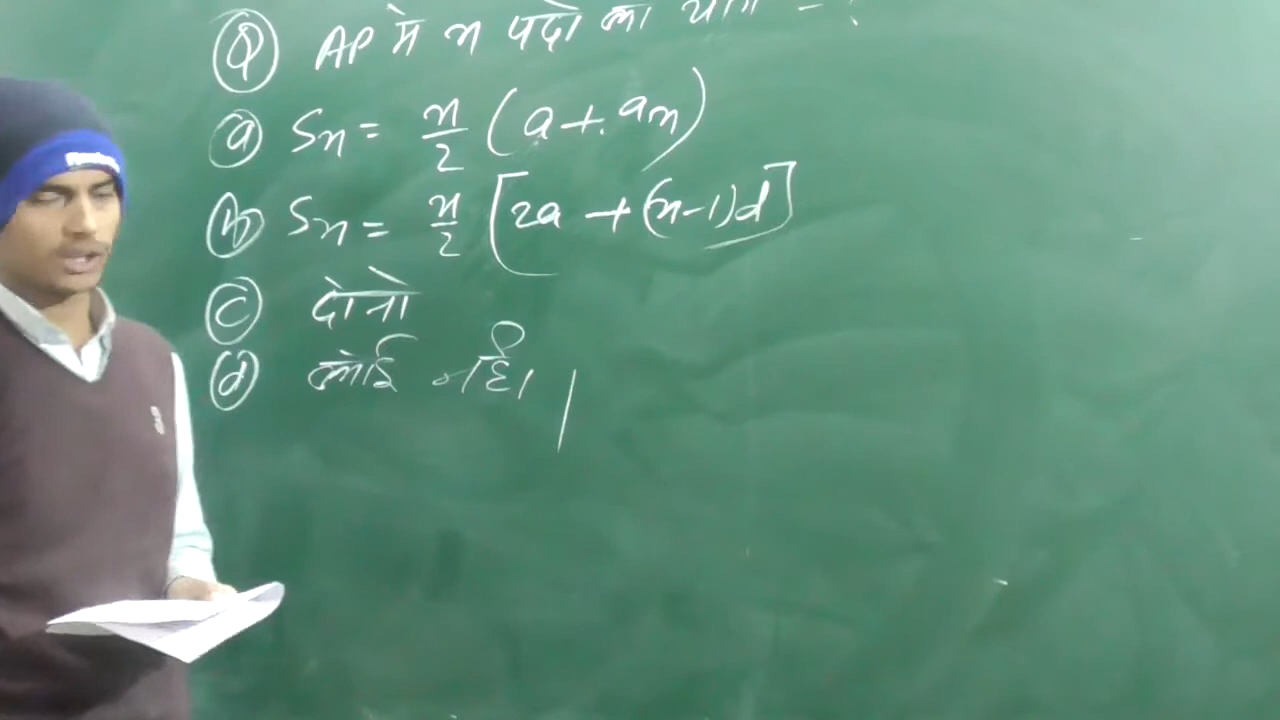 Q AP में n पदो का योग - ?
a Sn = n/2 (a + an)
b Sn = n/2 [2a + (n-1)d]
c दोनो
d कोई नहीं।